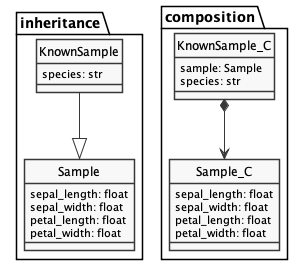 inheritance
KnownSample
species: str
Sample
sepal_length: float
sepal_width: float
petal_length: float
petal_width: float
composition
KnownSample_C
sample: Sample
species: str
Sample_C
sepal_length: float
sepal_width: float
petal_length: float
petal_width: float